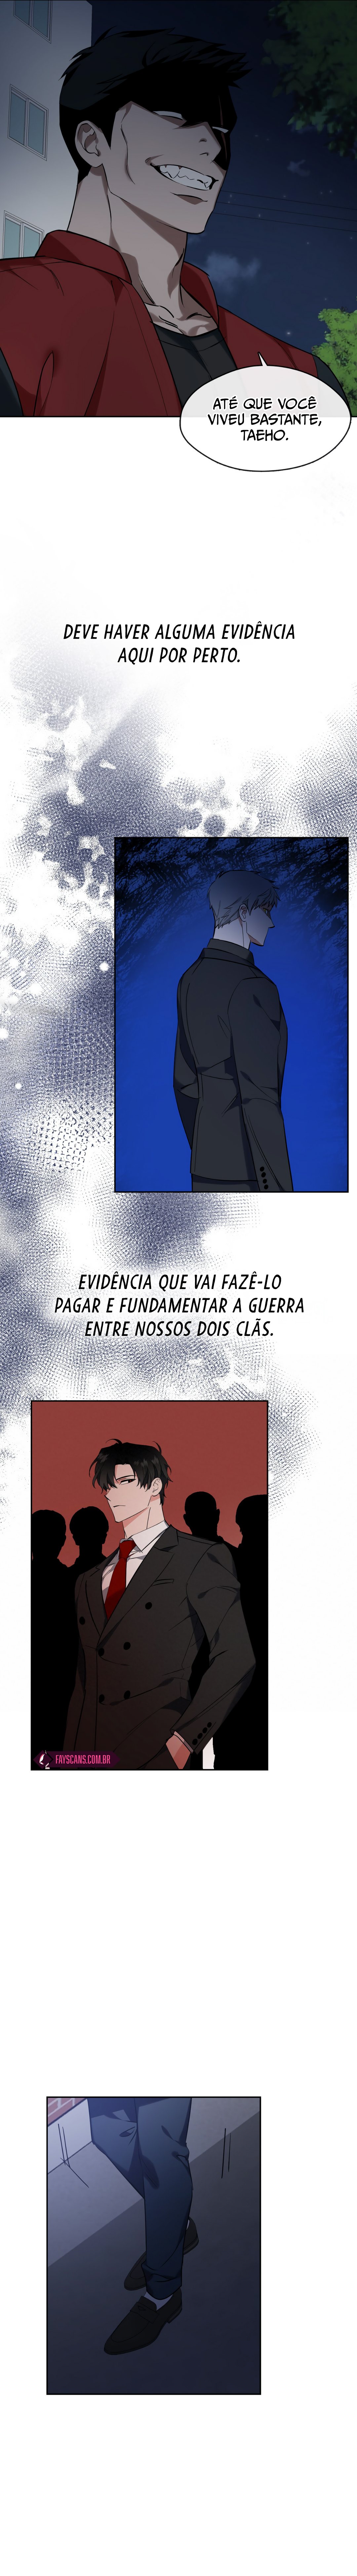 ATÉ QUE VOCÊ
VIVEU BASTANTE,
TAEHO.
DEVE HAVER ALGUMA EVIDÊNCIA
AQUI POR PERTO.
EVIDÊNCIA QUE VAI FAZÊ-LO
PAGAR E FUNDAMENTAR A GUERRA
ENTRE NOSSOS DOIS CLÃS.
FAYSCANS.COM.BR